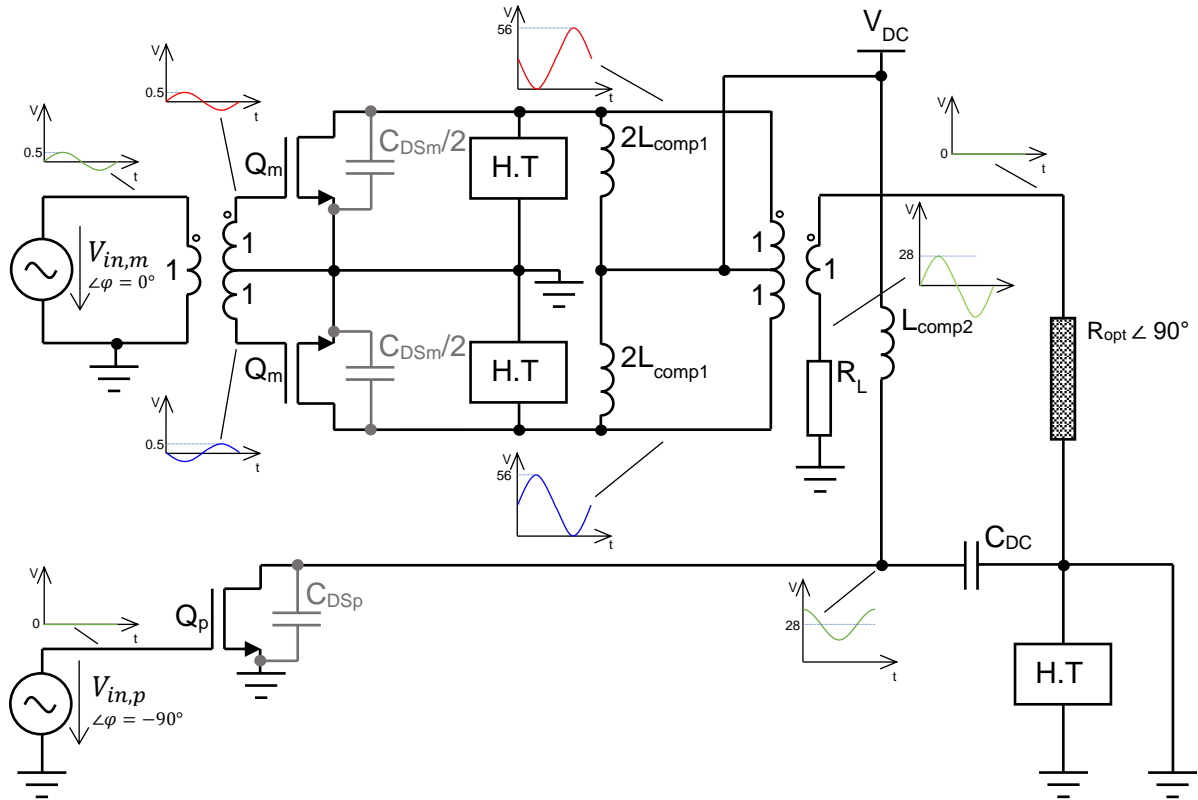 V
56
t
V_DC
V
0.5
t
V
0
t
V
0.5
t
C_DSm/2
Q_m
H.T
2L_comp1
V
28
t
V_in,m
∠φ = 0°
1
1
1
1
1
1
C_DSm/2
Q_m
H.T
2L_comp1
R_L
L_comp2
R_opt ∠ 90°
V
0.5
t
V
56
t
C_DC
V
0
t
Q_p
C_DSp
V
28
t
V_in,p
∠φ = −90°
H.T